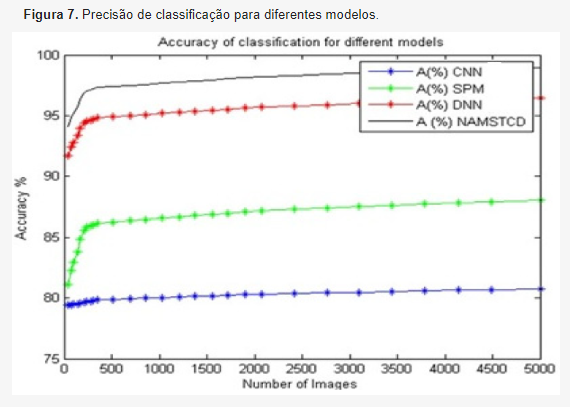 Figura 7. Precisão de classificação para diferentes modelos.
Accuracy of classification for different models
100
95
90
85
80
75
Accuracy %
A(%) CNN
A(%) SPM
A(%) DNN
A (%) NAMSTCD
0 500 1000 1500 2000 2500 3000 3500 4000 4500 5000
Number of Images